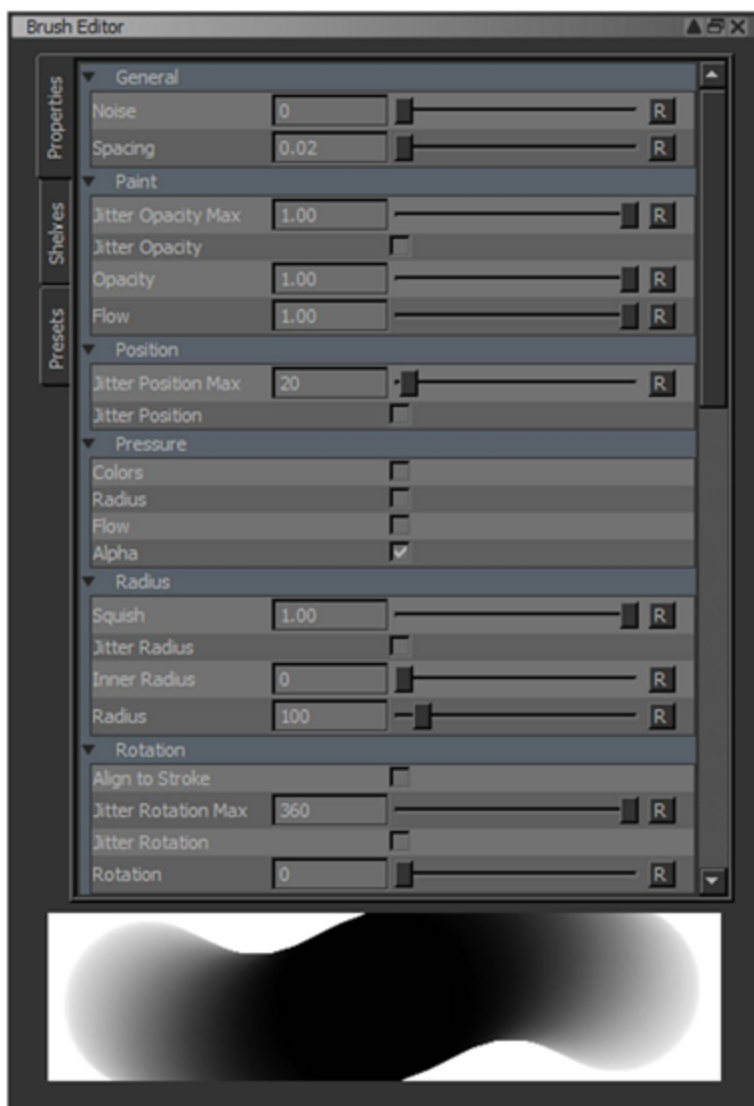 Brush Editor
Properties
Shelves
Presets
General
Noise 0 R
Spacing 0.02 R
Paint
Jitter Opacity Max 1.00 R
Jitter Opacity
Opacity 1.00 R
Flow 1.00 R
Position
Jitter Position Max 20 R
Jitter Position
Pressure
Colors
Radius
Flow
Alpha
Radius
Squish 1.00 R
Jitter Radius
Inner Radius 0 R
Radius 100 R
Rotation
Align to Stroke
Jitter Rotation Max 360 R
Jitter Rotation
Rotation 0 R